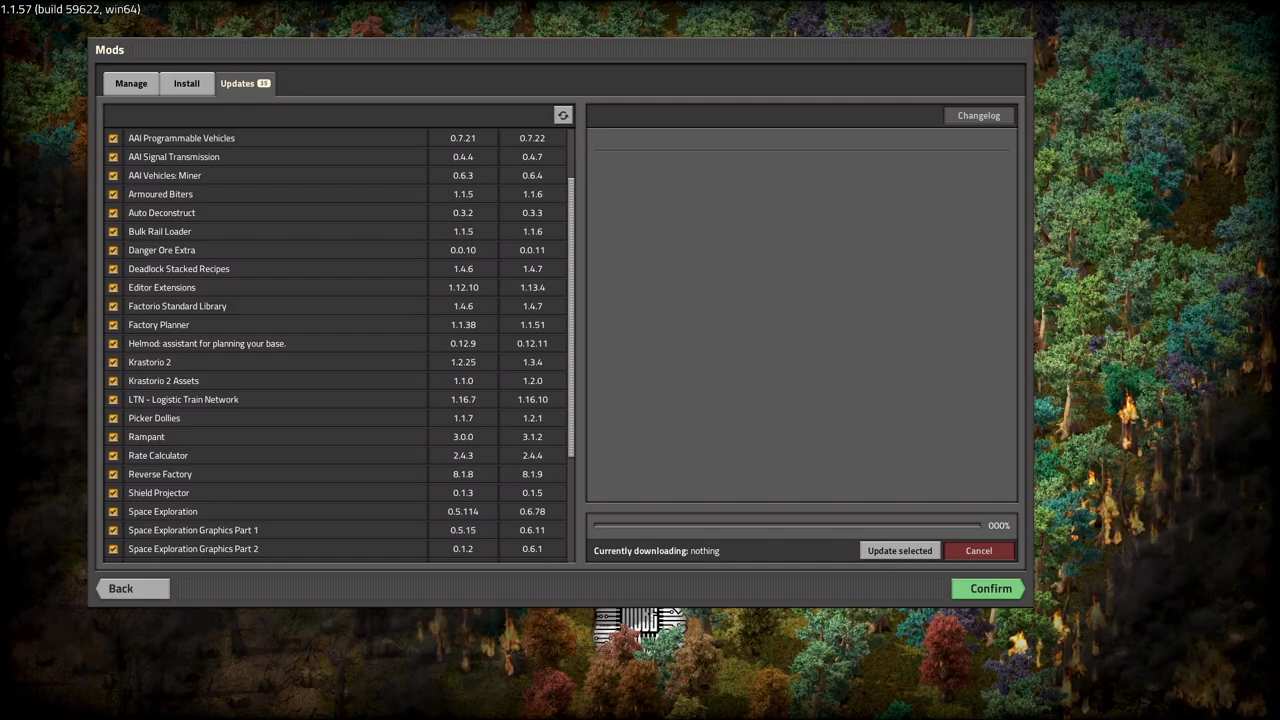 1.1.57 (build 59622, win64)
Mods
Manage Install Updates 35
Changelog
AAI Programmable Vehicles 0.7.21 0.7.22
AAI Signal Transmission 0.4.4 0.4.7
AAI Vehicles: Miner 0.6.3 0.6.4
Armoured Biters 1.1.5 1.1.6
Auto Deconstruct 0.3.2 0.3.3
Bulk Rail Loader 1.1.5 1.1.6
Danger Ore Extra 0.0.10 0.0.11
Deadlock Stacked Recipes 1.4.6 1.4.7
Editor Extensions 1.12.10 1.13.4
Factorio Standard Library 1.4.6 1.4.7
Factory Planner 1.1.38 1.1.51
Helmod: assistant for planning your base. 0.12.9 0.12.11
Krastorio 2 1.2.25 1.3.4
Krastorio 2 Assets 1.1.0 1.2.0
LTN - Logistic Train Network 1.16.7 1.16.10
Picker Dollies 1.1.7 1.2.1
Rampant 3.0.0 3.1.2
Rate Calculator 2.4.3 2.4.4
Reverse Factory 8.1.8 8.1.9
Shield Projector 0.1.3 0.1.5
Space Exploration 0.5.114 0.6.78
Space Exploration Graphics Part 1 0.5.15 0.6.11
Space Exploration Graphics Part 2 0.1.2 0.6.1
000%
Currently downloading: nothing
Update selected Cancel
Back Confirm